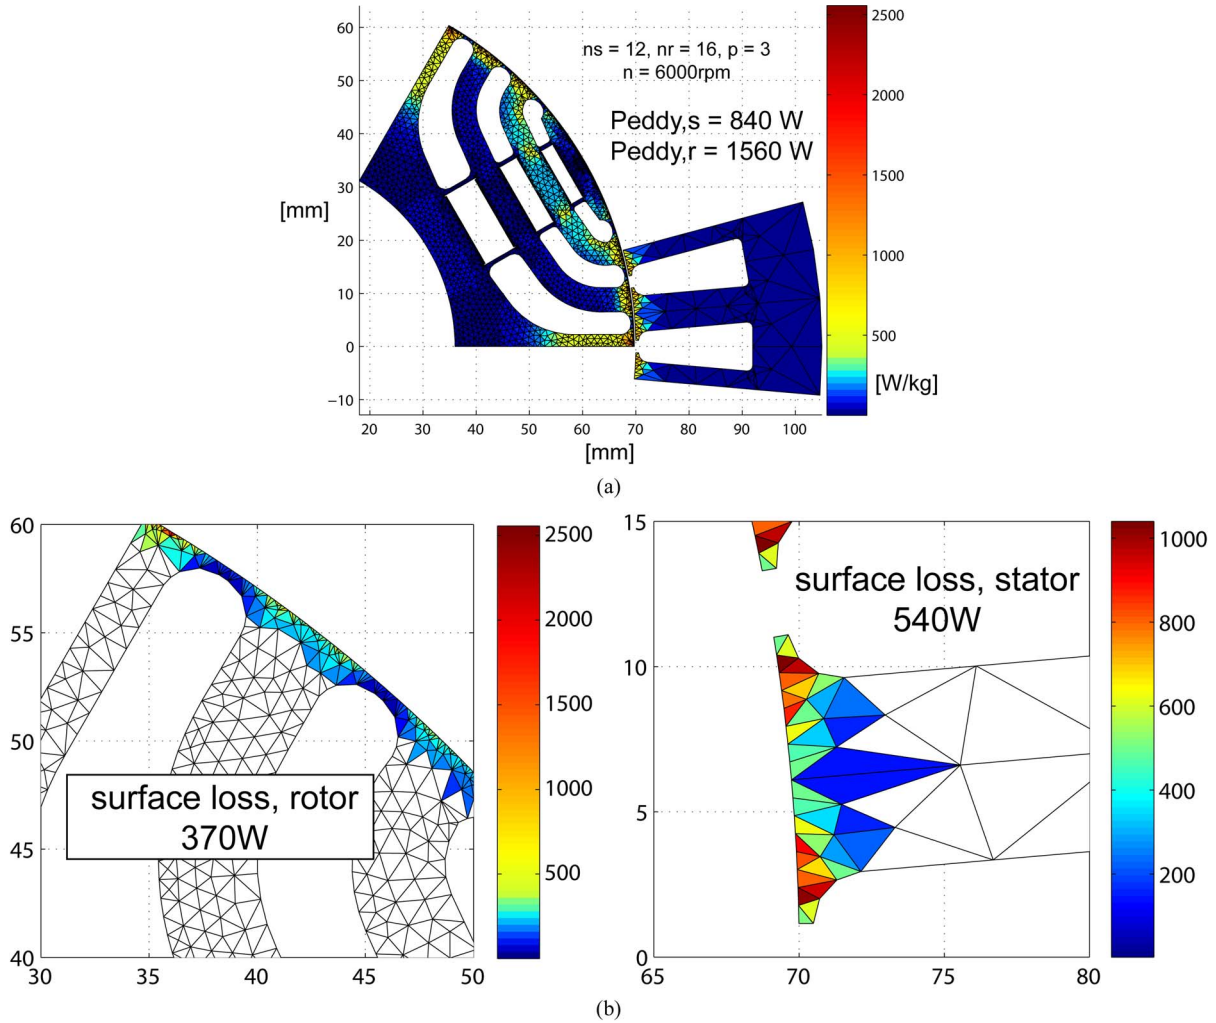 ns = 12, nr = 16, p = 3
n = 6000rpm
Peddy,s = 840 W
Peddy,r = 1560 W
60
50
40
30
20
10
0
−10
[mm]
20 30 40 50 60 70 80 90 100
[mm]
2500
2000
1500
1000
500
[W/kg]
(a)
60
55
50
45
40
30 35 40 45 50
surface loss, rotor
370W
2500
2000
1500
1000
500
0
15
10
5
0
65 70 75 80
surface loss, stator
540W
1000
800
600
400
200
0
(b)